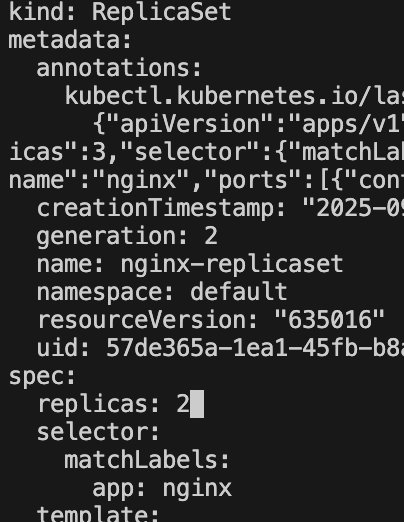 kind: ReplicaSet
metadata:
  annotations:
    kubectl.kubernetes.io/las
      {"apiVersion":"apps/v1"
icas":3,"selector":{"matchLab
name":"nginx","ports":[{"cont
  creationTimestamp: "2025-09
  generation: 2
  name: nginx-replicaset
  namespace: default
  resourceVersion: "635016"
  uid: 57de365a-1ea1-45fb-b8a
spec:
  replicas: 2
  selector:
    matchLabels:
      app: nginx
  template: